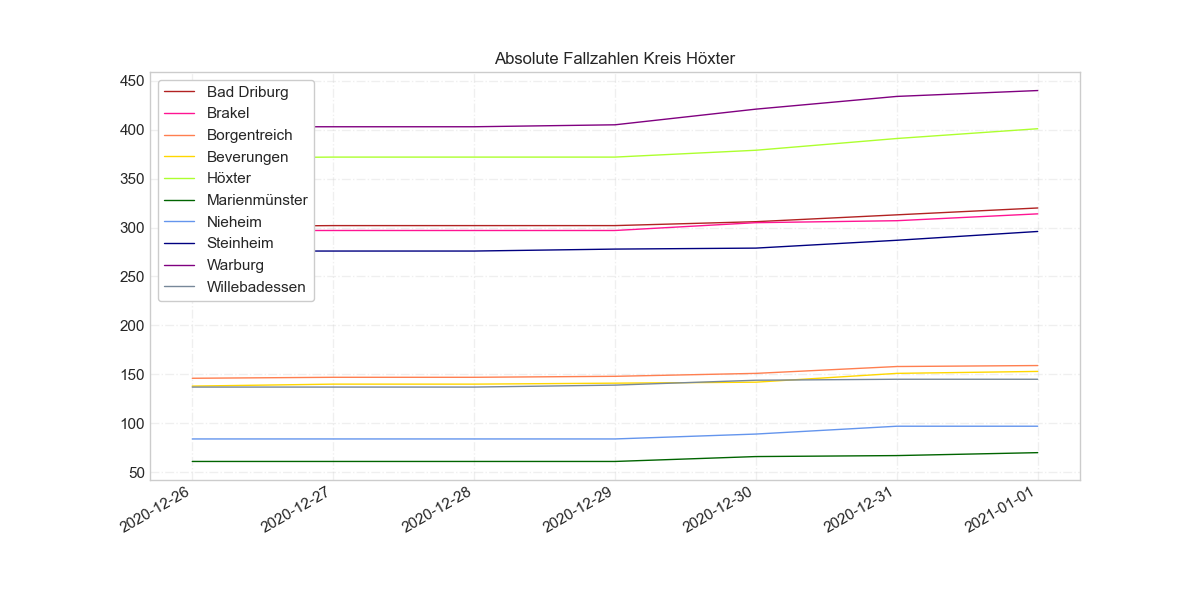 Absolute Fallzahlen Kreis Höxter
450
400
350
300
250
200
150
100
50
Bad Driburg
Brakel
Borgentreich
Beverungen
Höxter
Marienmünster
Nieheim
Steinheim
Warburg
Willebadessen
2020-12-26
2020-12-27
2020-12-28
2020-12-29
2020-12-30
2020-12-31
2021-01-01